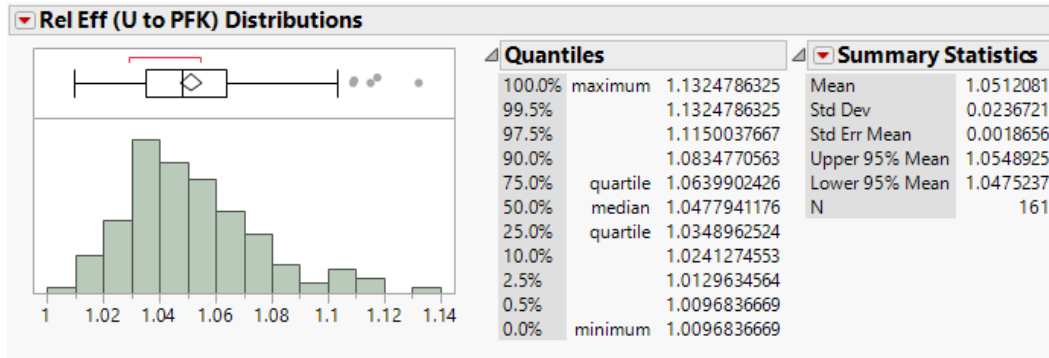 Rel Eff (U to PFK) Distributions
1 1.02 1.04 1.06 1.08 1.1 1.12 1.14
Quantiles
100.0% maximum 1.1324786325
99.5% 1.1324786325
97.5% 1.1150037667
90.0% 1.0834770563
75.0% quartile 1.0639902426
50.0% median 1.0477941176
25.0% quartile 1.0348962524
10.0% 1.0241274553
2.5% 1.0129634564
0.5% 1.0096836669
0.0% minimum 1.0096836669
Summary Statistics
Mean 1.0512081
Std Dev 0.0236721
Std Err Mean 0.0018656
Upper 95% Mean 1.0548925
Lower 95% Mean 1.0475237
N 161